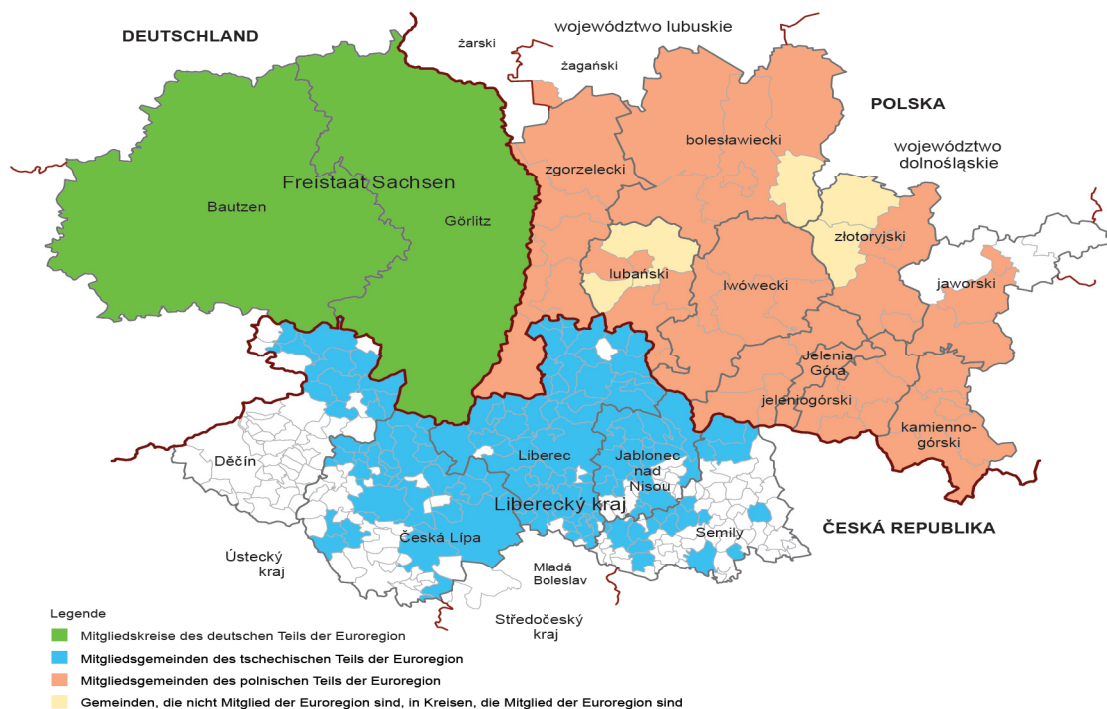 województwo lubuskie
DEUTSCHLAND
żarski
żagański
POLSKA
bolesławiecki
województwo
dolnośląskie
zgorzelecki
Freistaat Sachsen
Bautzen
Görlitz
złotoryjski
lubański
lwówecki
jaworski
Jelenia
Góra
jeleniogórski
kamienno-
górski
Děčín
Liberec
Jablonec
nad
Nisou
Liberecký kraj
ČESKÁ REPUBLIKA
Česká Lípa
Semily
Ústecký
kraj
Mladá
Boleslav
Středočeský
kraj
Legende
Mitgliedskreise des deutschen Teils der Euroregion
Mitgliedsgemeinden des tschechischen Teils der Euroregion
Mitgliedsgemeinden des polnischen Teils der Euroregion
Gemeinden, die nicht Mitglied der Euroregion sind, in Kreisen, die Mitglied der Euroregion sind